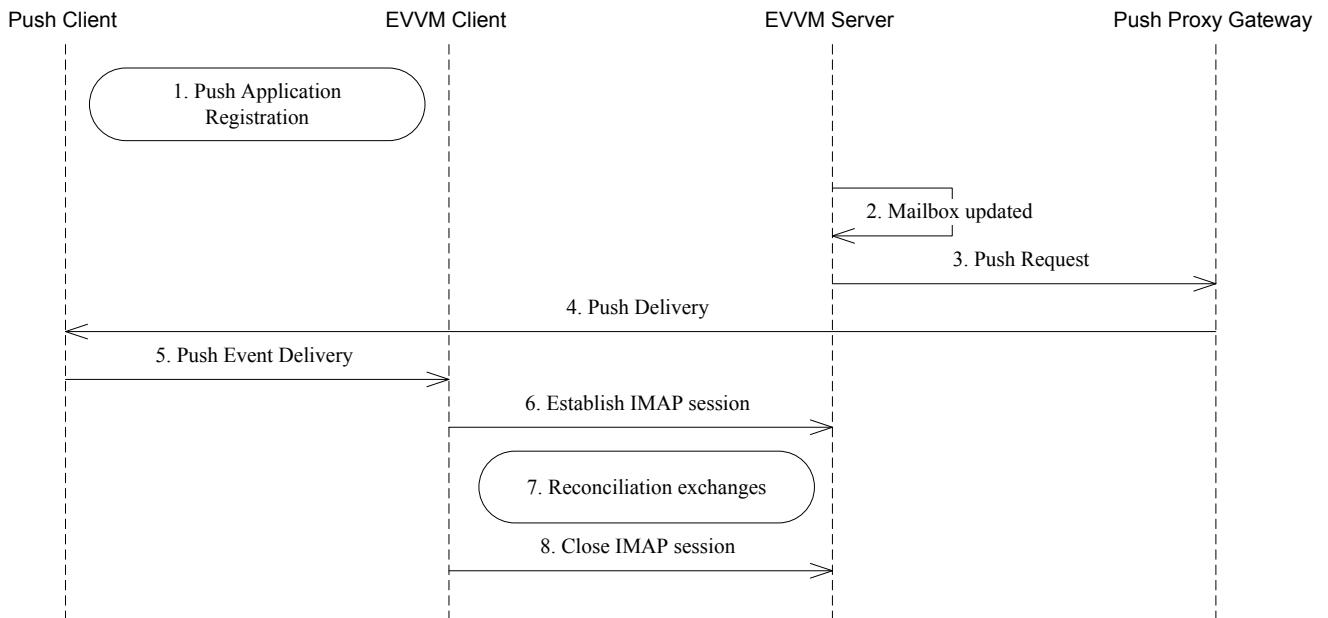 Push Client
EVVM Client
EVVM Server
Push Proxy Gateway
1. Push Application
Registration
2. Mailbox updated
3. Push Request
4. Push Delivery
5. Push Event Delivery
6. Establish IMAP session
7. Reconciliation exchanges
8. Close IMAP session